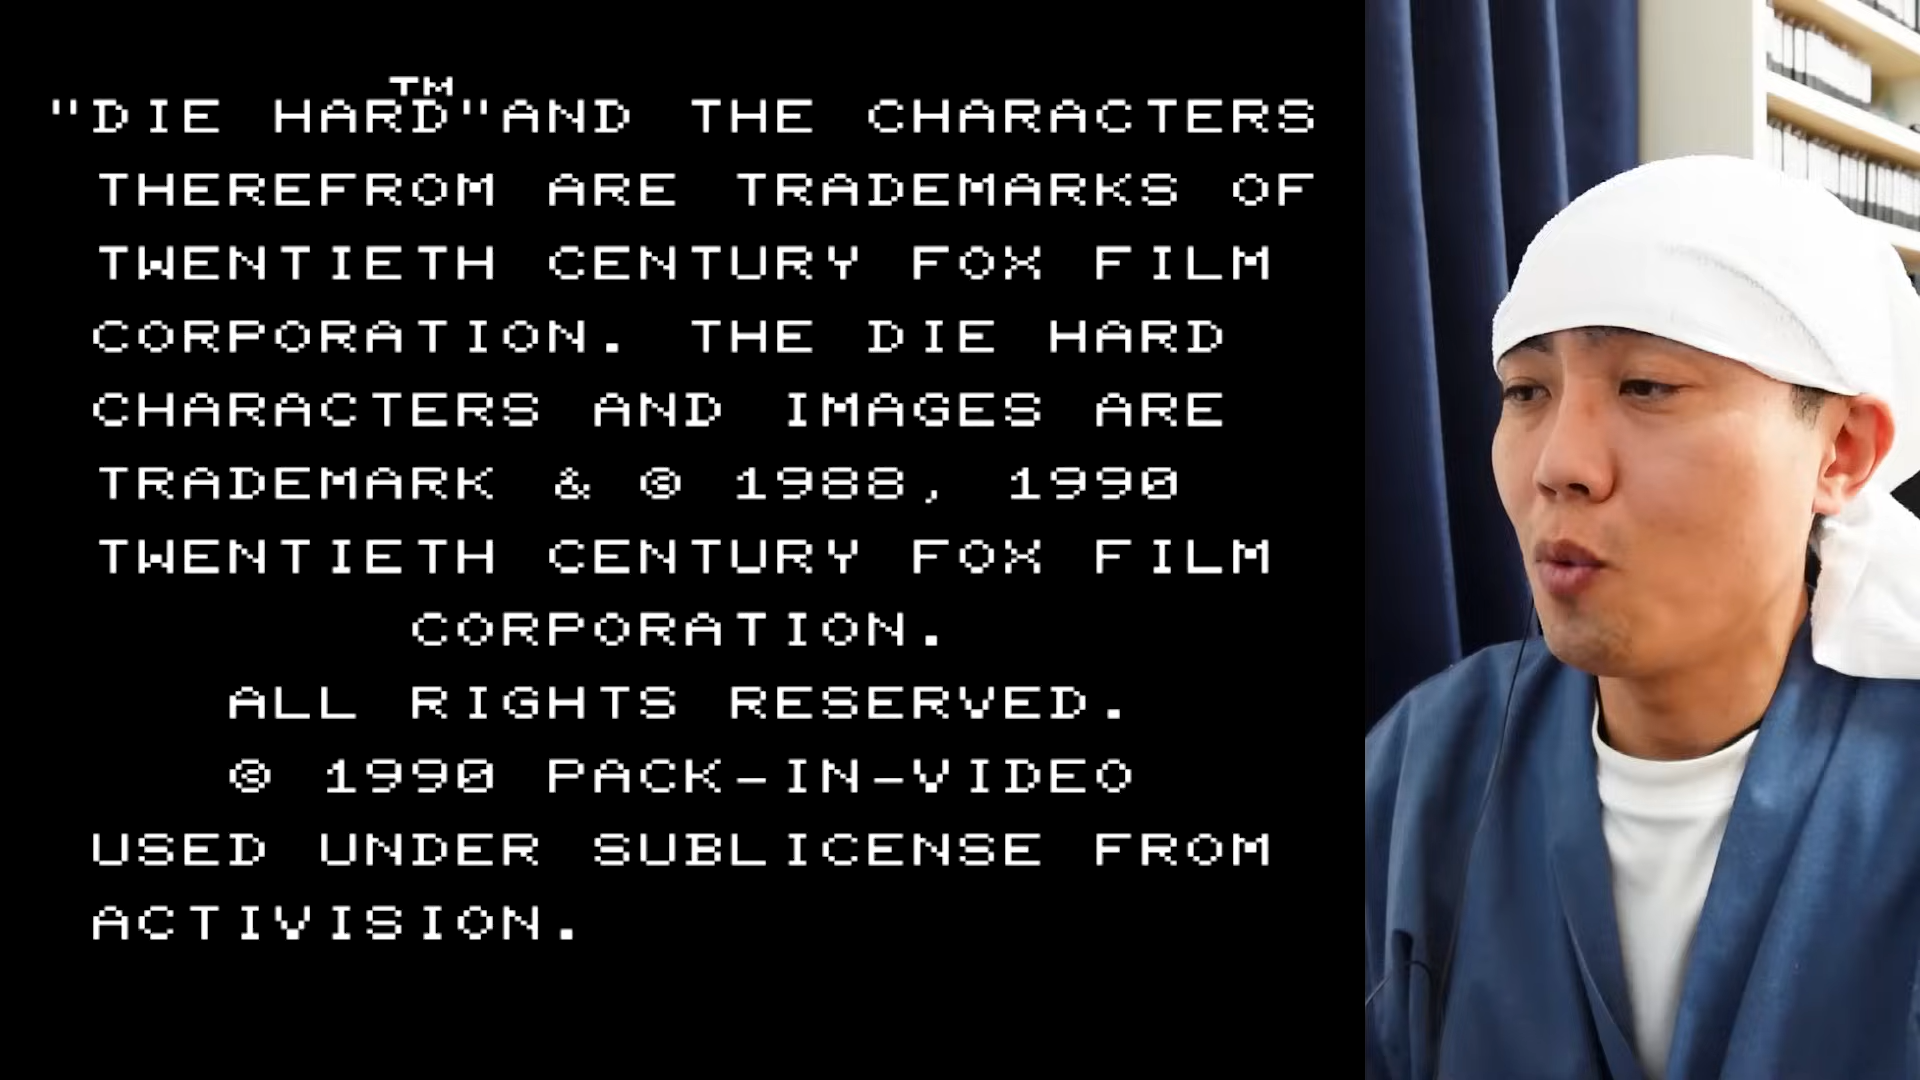 "DIE HARD™"AND THE CHARACTERS
THEREFROM ARE TRADEMARKS OF
TWENTIETH CENTURY FOX FILM
CORPORATION. THE DIE HARD
CHARACTERS AND IMAGES ARE
TRADEMARK & © 1988, 1990
TWENTIETH CENTURY FOX FILM
CORPORATION.
ALL RIGHTS RESERVED.
© 1990 PACK-IN-VIDEO
USED UNDER SUBLICENSE FROM
ACTIVISION.